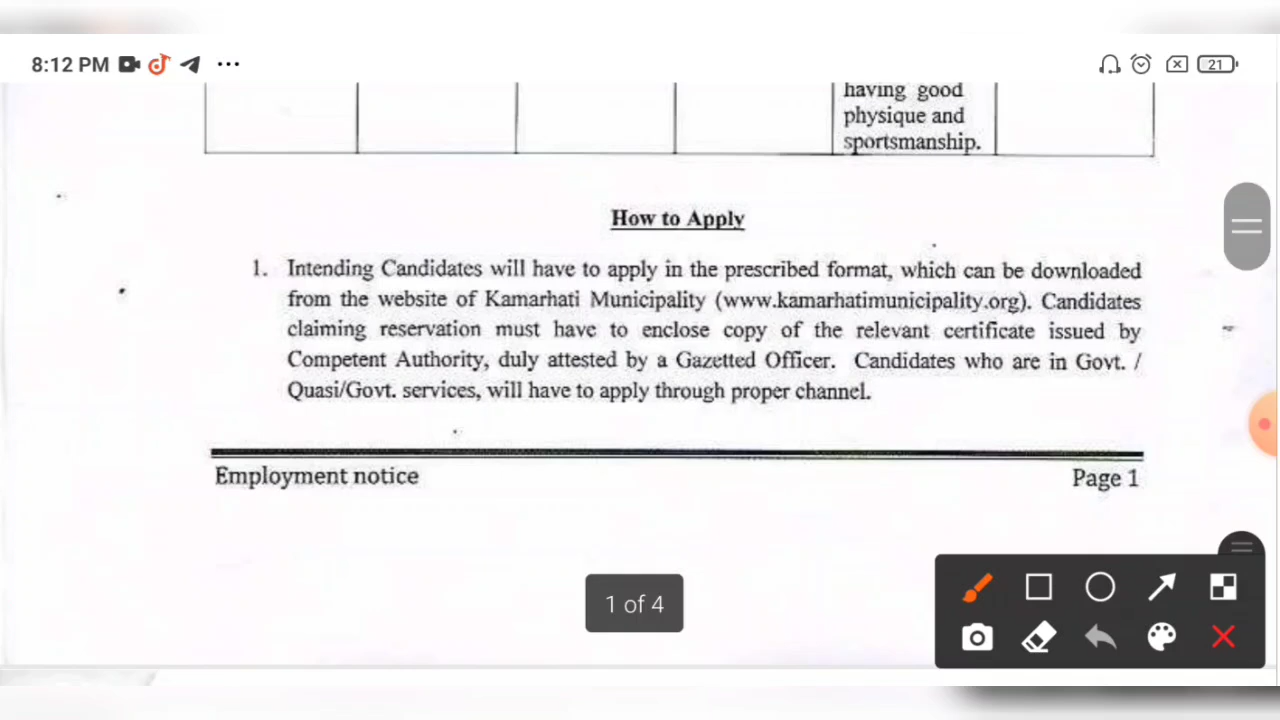 8:12 PM ...
21
having good
physique and
sportsmanship.
How to Apply
1. Intending Candidates will have to apply in the prescribed format, which can be downloaded
from the website of Kamarhati Municipality (www.kamarhatimunicipality.org). Candidates
claiming reservation must have to enclose copy of the relevant certificate issued by
Competent Authority, duly attested by a Gazetted Officer. Candidates who are in Govt. /
Quasi/Govt. services, will have to apply through proper channel.
Employment notice Page 1
1 of 4